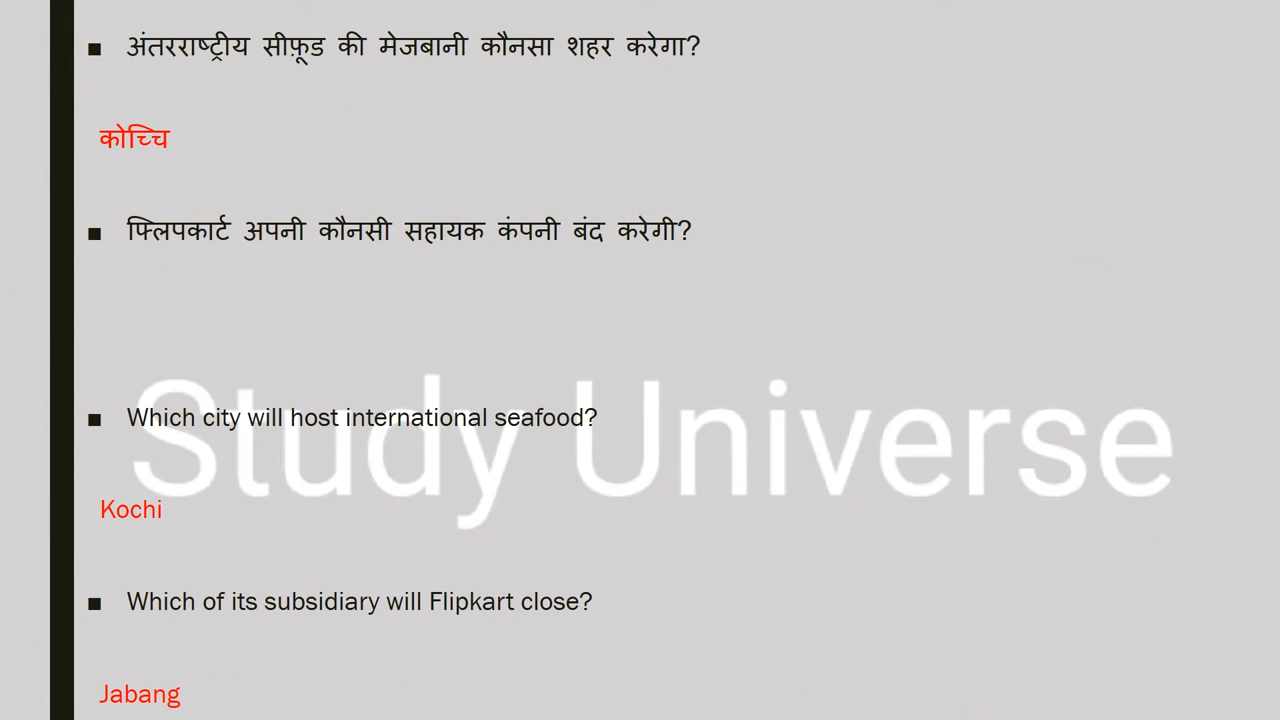 ▪ अंतरराष्ट्रीय सीफ़ूड की मेजबानी कौनसा शहर करेगा?
कोच्चि
▪ फ्लिपकार्ट अपनी कौनसी सहायक कंपनी बंद करेगी?
Study Universe
▪ Which city will host international seafood?
Kochi
▪ Which of its subsidiary will Flipkart close?
Jabang